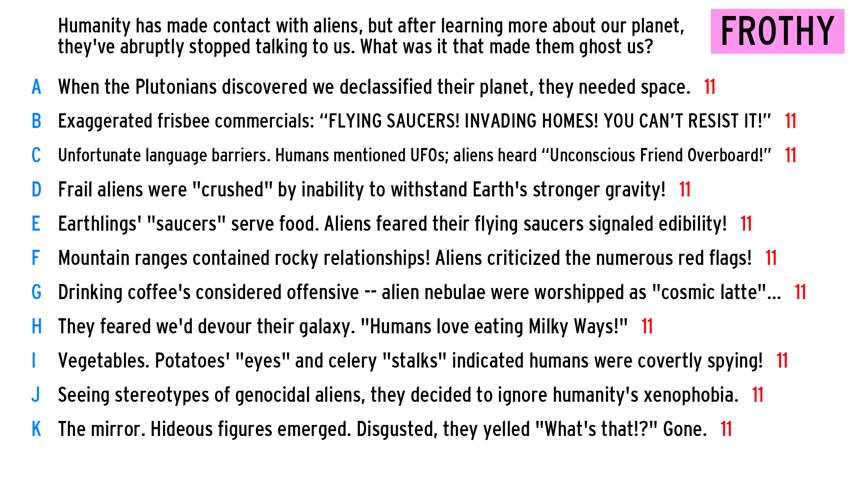 Humanity has made contact with aliens, but after learning more about our planet,
they've abruptly stopped talking to us. What was it that made them ghost us?
FROTHY
A When the Plutonians discovered we declassified their planet, they needed space. 11
B Exaggerated frisbee commercials: “FLYING SAUCERS! INVADING HOMES! YOU CAN’T RESIST IT!” 11
C Unfortunate language barriers. Humans mentioned UFOs; aliens heard “Unconscious Friend Overboard!” 11
D Frail aliens were "crushed" by inability to withstand Earth's stronger gravity! 11
E Earthlings' "saucers" serve food. Aliens feared their flying saucers signaled edibility! 11
F Mountain ranges contained rocky relationships! Aliens criticized the numerous red flags! 11
G Drinking coffee's considered offensive -- alien nebulae were worshipped as "cosmic latte"... 11
H They feared we'd devour their galaxy. "Humans love eating Milky Ways!" 11
I Vegetables. Potatoes' "eyes" and celery "stalks" indicated humans were covertly spying! 11
J Seeing stereotypes of genocidal aliens, they decided to ignore humanity's xenophobia. 11
K The mirror. Hideous figures emerged. Disgusted, they yelled "What's that!?" Gone. 11